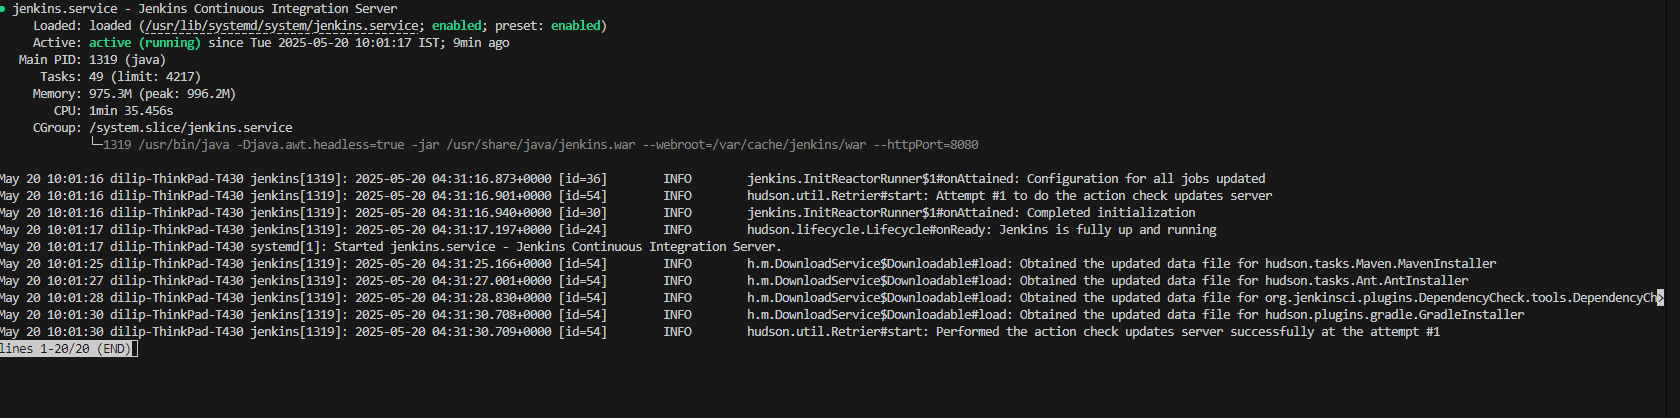 ● jenkins.service - Jenkins Continuous Integration Server
Loaded: loaded (/usr/lib/systemd/system/jenkins.service; enabled; preset: enabled)
Active: active (running) since Tue 2025-05-20 10:01:17 IST; 9min ago
Main PID: 1319 (java)
Tasks: 49 (limit: 4217)
Memory: 975.3M (peak: 996.2M)
CPU: 1min 35.456s
CGroup: /system.slice/jenkins.service
└─1319 /usr/bin/java -Djava.awt.headless=true -jar /usr/share/java/jenkins.war --webroot=/var/cache/jenkins/war --httpPort=8080
May 20 10:01:16 dilip-ThinkPad-T430 jenkins[1319]: 2025-05-20 04:31:16.873+0000 [id=36] INFO jenkins.InitReactorRunner$1#onAttained: Configuration for all jobs updated
May 20 10:01:16 dilip-ThinkPad-T430 jenkins[1319]: 2025-05-20 04:31:16.901+0000 [id=54] INFO hudson.util.Retrier#start: Attempt #1 to do the action check updates server
May 20 10:01:16 dilip-ThinkPad-T430 jenkins[1319]: 2025-05-20 04:31:16.940+0000 [id=30] INFO jenkins.InitReactorRunner$1#onAttained: Completed initialization
May 20 10:01:17 dilip-ThinkPad-T430 jenkins[1319]: 2025-05-20 04:31:17.197+0000 [id=24] INFO hudson.lifecycle.Lifecycle#onReady: Jenkins is fully up and running
May 20 10:01:17 dilip-ThinkPad-T430 systemd[1]: Started jenkins.service - Jenkins Continuous Integration Server.
May 20 10:01:25 dilip-ThinkPad-T430 jenkins[1319]: 2025-05-20 04:31:25.166+0000 [id=54] INFO h.m.DownloadService$Downloadable#load: Obtained the updated data file for hudson.tasks.Maven.MavenInstaller
May 20 10:01:27 dilip-ThinkPad-T430 jenkins[1319]: 2025-05-20 04:31:27.001+0000 [id=54] INFO h.m.DownloadService$Downloadable#load: Obtained the updated data file for hudson.tasks.Ant.AntInstaller
May 20 10:01:28 dilip-ThinkPad-T430 jenkins[1319]: 2025-05-20 04:31:28.830+0000 [id=54] INFO h.m.DownloadService$Downloadable#load: Obtained the updated data file for org.jenkinsci.plugins.DependencyCheck.tools.DependencyCh>
May 20 10:01:30 dilip-ThinkPad-T430 jenkins[1319]: 2025-05-20 04:31:30.708+0000 [id=54] INFO h.m.DownloadService$Downloadable#load: Obtained the updated data file for hudson.plugins.gradle.GradleInstaller
May 20 10:01:30 dilip-ThinkPad-T430 jenkins[1319]: 2025-05-20 04:31:30.709+0000 [id=54] INFO hudson.util.Retrier#start: Performed the action check updates server successfully at the attempt #1
lines 1-20/20 (END)